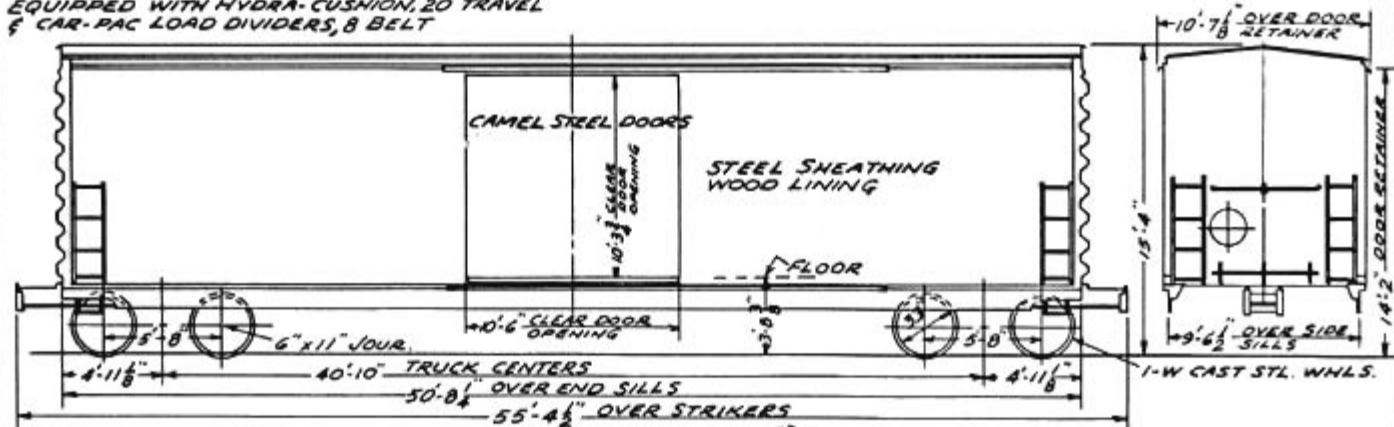 EQUIPPED WITH HYDRA-CUSHION, 20 TRAVEL
& CAR-PAC LOAD DIVIDERS, 8 BELT
10'-7 1/8" OVER DOOR
RETAINER
CAMEL STEEL DOORS
STEEL SHEATHING
WOOD LINING
10'-3 3/4" CLEAR
DOOR
OPENING
15'-4"
14'-2" DOOR RETAINER
FLOOR
3'-8 3/8"
10'-6" CLEAR DOOR
OPENING
33"
5'-8"
5'-8"
6"x11" JOUR.
9'-6 1/2" OVER SIDE
SILLS
4'-11 1/8"
40'-10" TRUCK CENTERS
4'-11 1/8"
1-W CAST STL. WHLS.
50'-8 1/4" OVER END SILLS
55'-4 1/2" OVER STRIKERS